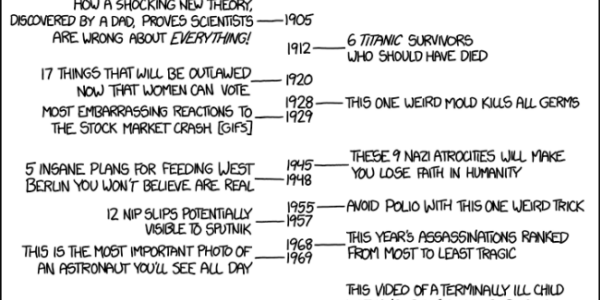 HOW A SHOCKING NEW THEORY,
DISCOVERED BY A DAD, PROVES SCIENTISTS
ARE WRONG ABOUT EVERYTHING!
1905
1912
6 TITANIC SURVIVORS
WHO SHOULD HAVE DIED
17 THINGS THAT WILL BE OUTLAWED
NOW THAT WOMEN CAN VOTE
1920
1928
THIS ONE WEIRD MOLD KILLS ALL GERMS
MOST EMBARRASSING REACTIONS TO
THE STOCK MARKET CRASH [GIFS]
1929
1945
THESE 9 NAZI ATROCITIES WILL MAKE
YOU LOSE FAITH IN HUMANITY
5 INSANE PLANS FOR FEEDING WEST
BERLIN YOU WON'T BELIEVE ARE REAL
1948
1955
AVOID POLIO WITH THIS ONE WEIRD TRICK
12 NIP SLIPS POTENTIALLY
VISIBLE TO SPUTNIK
1957
1968
THIS YEAR'S ASSASSINATIONS RANKED
FROM MOST TO LEAST TRAGIC
THIS IS THE MOST IMPORTANT PHOTO OF
AN ASTRONAUT YOU'LL SEE ALL DAY
1969
THIS VIDEO OF A TERMINALLY ILL CHILD